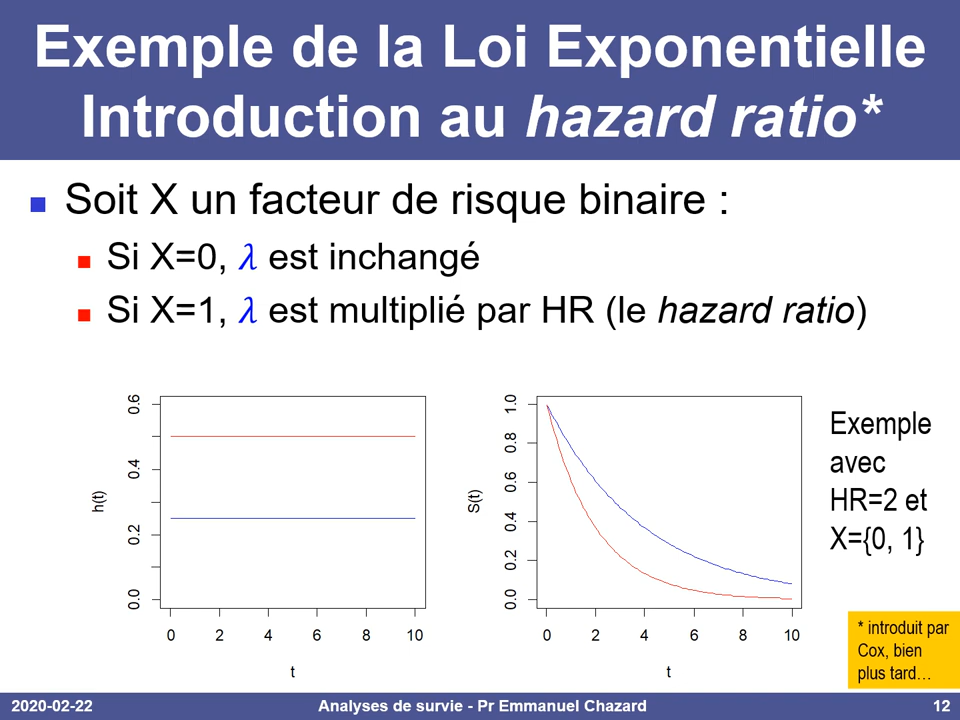 Exemple de la Loi Exponentielle
Introduction au hazard ratio*
Soit X un facteur de risque binaire :
Si X=0, λ est inchangé
Si X=1, λ est multiplié par HR (le hazard ratio)
0.6
0.4
0.2
0.0
h(t)
0 2 4 6 8 10
t
1.0
0.8
0.6
0.4
0.2
0.0
S(t)
0 2 4 6 8 10
t
Exemple
avec
HR=2 et
X={0, 1}
* introduit par
Cox, bien
plus tard…
2020-02-22 Analyses de survie - Pr Emmanuel Chazard 12